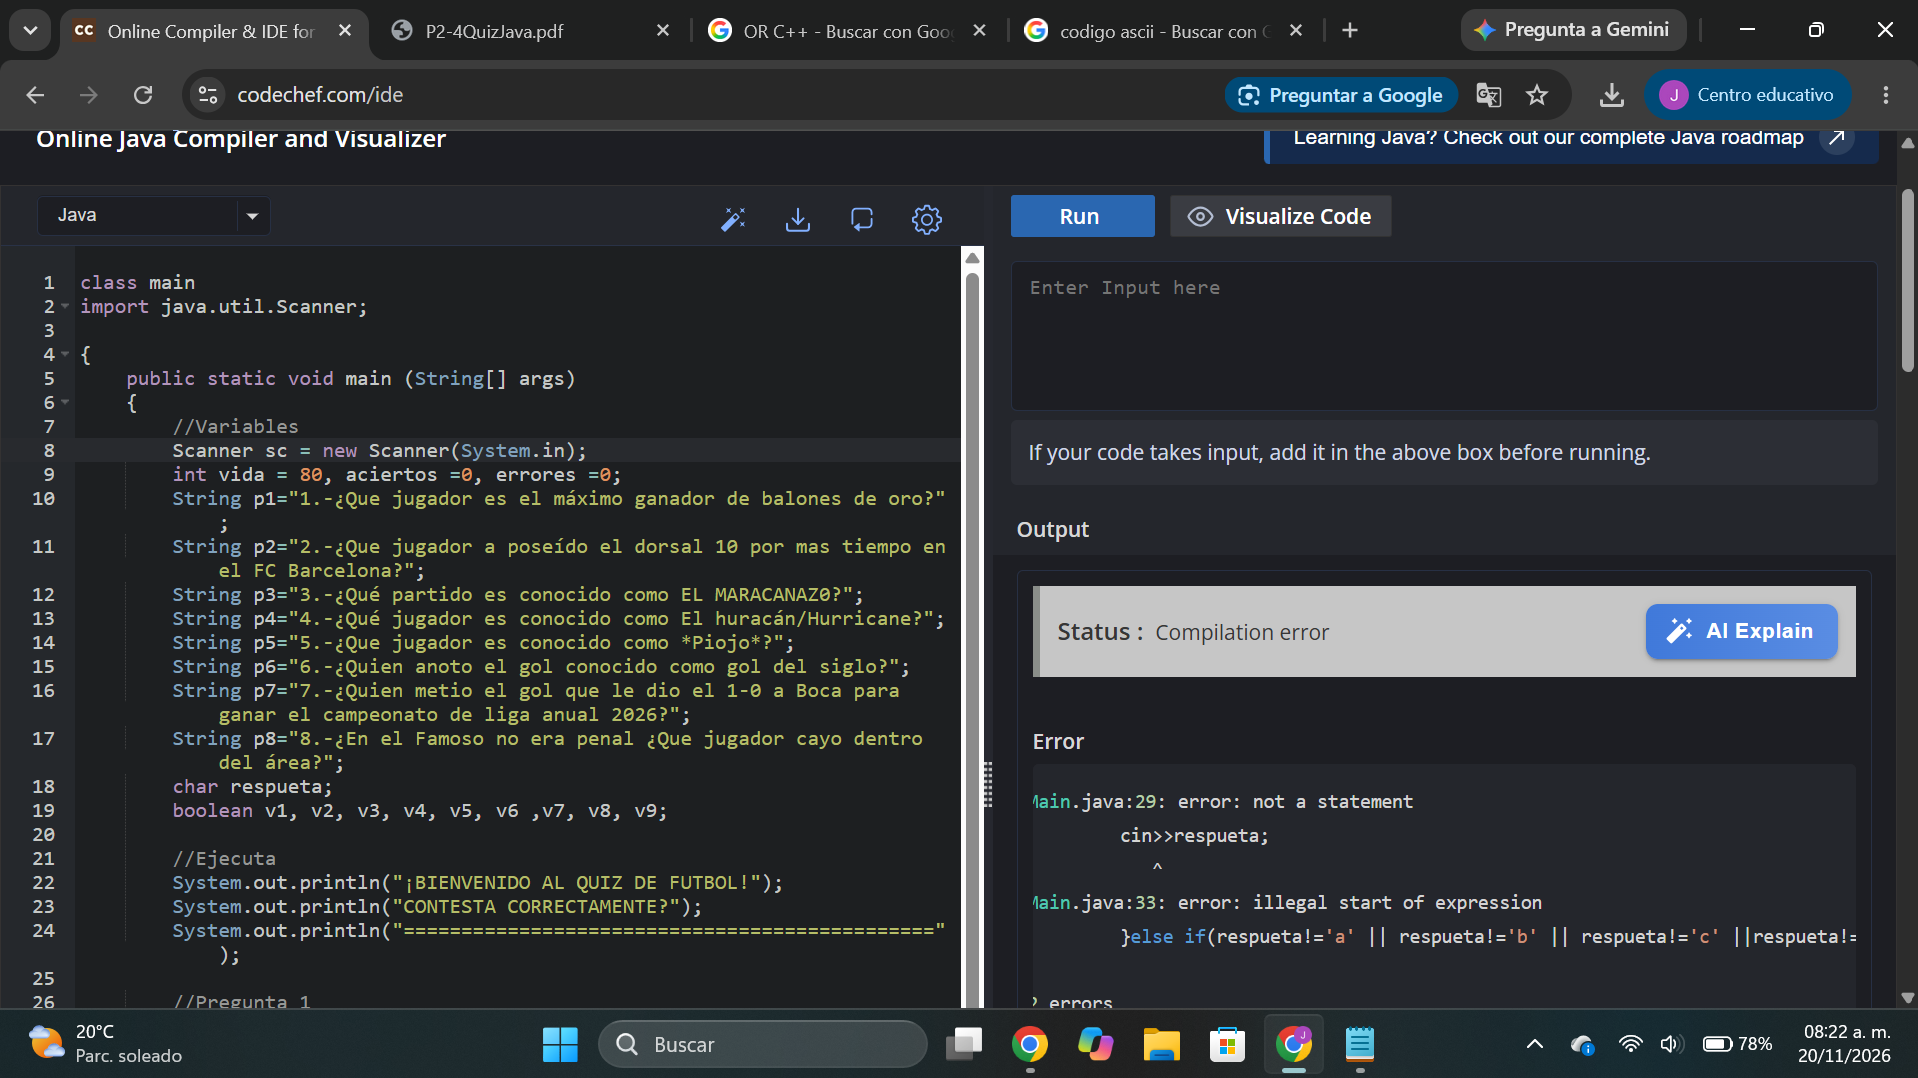 Online Compiler & IDE for
P2-4QuizJava.pdf
OR C++ - Buscar con Goo
codigo ascii - Buscar con G
Pregunta a Gemini
codechef.com/ide
Preguntar a Google
J
Centro educativo
Online Java Compiler and Visualizer
Learning Java? Check out our complete Java roadmap
Java
Run
Visualize Code
1 class main
2 import java.util.Scanner;
3
4 {
5 public static void main (String[] args)
6 {
7 //Variables
8 Scanner sc = new Scanner(System.in);
9 int vida = 80, aciertos =0, errores =0;
10 String p1="1.-¿Que jugador es el máximo ganador de balones de oro?"
;
11 String p2="2.-¿Que jugador a poseído el dorsal 10 por mas tiempo en
el FC Barcelona?";
12 String p3="3.-¿Qué partido es conocido como EL MARACANAZ0?";
13 String p4="4.-¿Qué jugador es conocido como El huracán/Hurricane?";
14 String p5="5.-¿Que jugador es conocido como *Piojo*?";
15 String p6="6.-¿Quien anoto el gol conocido como gol del siglo?";
16 String p7="7.-¿Quien metio el gol que le dio el 1-0 a Boca para
ganar el campeonato de liga anual 2026?";
17 String p8="8.-¿En el Famoso no era penal ¿Que jugador cayo dentro
del área?";
18 char respueta;
19 boolean v1, v2, v3, v4, v5, v6 ,v7, v8, v9;
20
21 //Ejecuta
22 System.out.println("¡BIENVENIDO AL QUIZ DE FUTBOL!");
23 System.out.println("CONTESTA CORRECTAMENTE?");
24 System.out.println("=============================================="
);
25
26 //Pregunta 1
Enter Input here
If your code takes input, add it in the above box before running.
Output
Status : Compilation error
AI Explain
Error
Main.java:29: error: not a statement
cin>>respueta;
^
Main.java:33: error: illegal start of expression
}else if(respueta!='a' || respueta!='b' || respueta!='c' ||respueta!=
2 errors
20°C
Parc. soleado
Buscar
78%
08:22 a. m.
20/11/2026